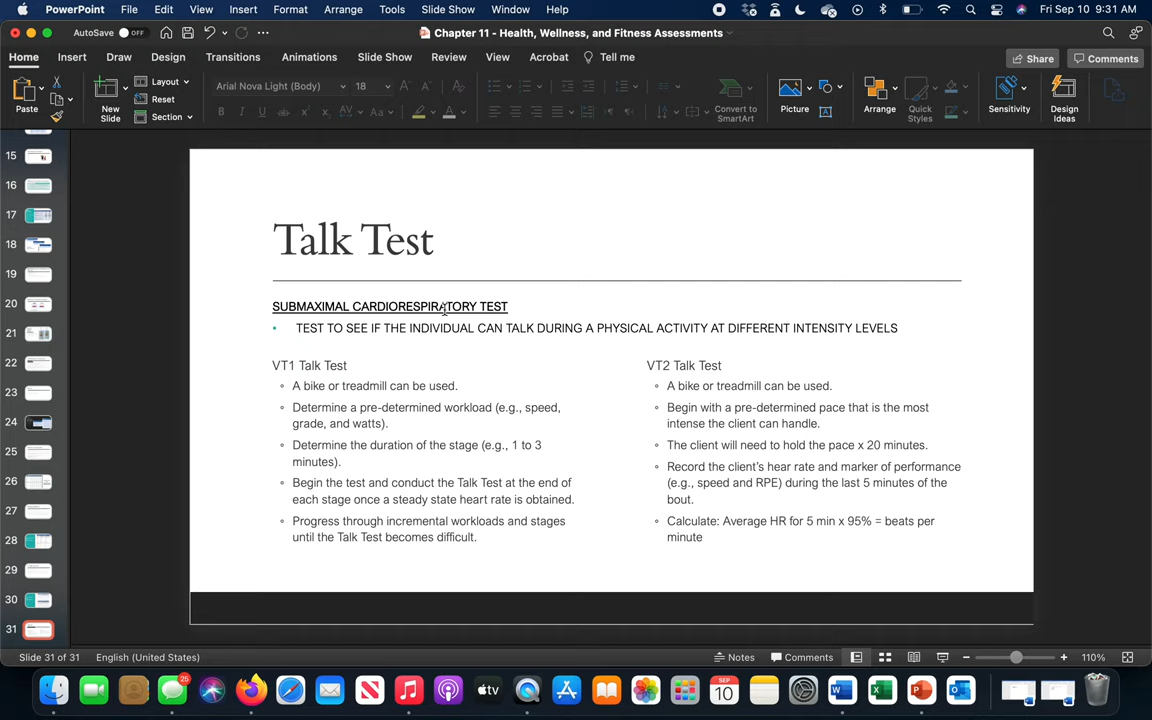 PowerPoint File Edit View Insert Format Arrange Tools Slide Show Window Help Fri Sep 10 9:31 AM
AutoSave OFF ... Chapter 11 - Health, Wellness, and Fitness Assessments
Home Insert Draw Design Transitions Animations Slide Show Review View Acrobat Tell me Share Comments
Paste
New
Slide
Layout
Reset
Section
Arial Nova Light (Body) 18
Convert to
SmartArt
Picture
Arrange
Quick
Styles
Sensitivity
Design
Ideas
15
16
17
18
19
20
21
22
23
24
25
26
27
28
29
30
31
Talk Test
SUBMAXIMAL CARDIORESPIRATORY TEST
• TEST TO SEE IF THE INDIVIDUAL CAN TALK DURING A PHYSICAL ACTIVITY AT DIFFERENT INTENSITY LEVELS
VT1 Talk Test
◦ A bike or treadmill can be used.
◦ Determine a pre-determined workload (e.g., speed,
grade, and watts).
◦ Determine the duration of the stage (e.g., 1 to 3
minutes).
◦ Begin the test and conduct the Talk Test at the end of
each stage once a steady state heart rate is obtained.
◦ Progress through incremental workloads and stages
until the Talk Test becomes difficult.
VT2 Talk Test
◦ A bike or treadmill can be used.
◦ Begin with a pre-determined pace that is the most
intense the client can handle.
◦ The client will need to hold the pace x 20 minutes.
◦ Record the client's hear rate and marker of performance
(e.g., speed and RPE) during the last 5 minutes of the
bout.
◦ Calculate: Average HR for 5 min x 95% = beats per
minute
Slide 31 of 31 English (United States) Notes Comments 110%
25
tv
SEP
10